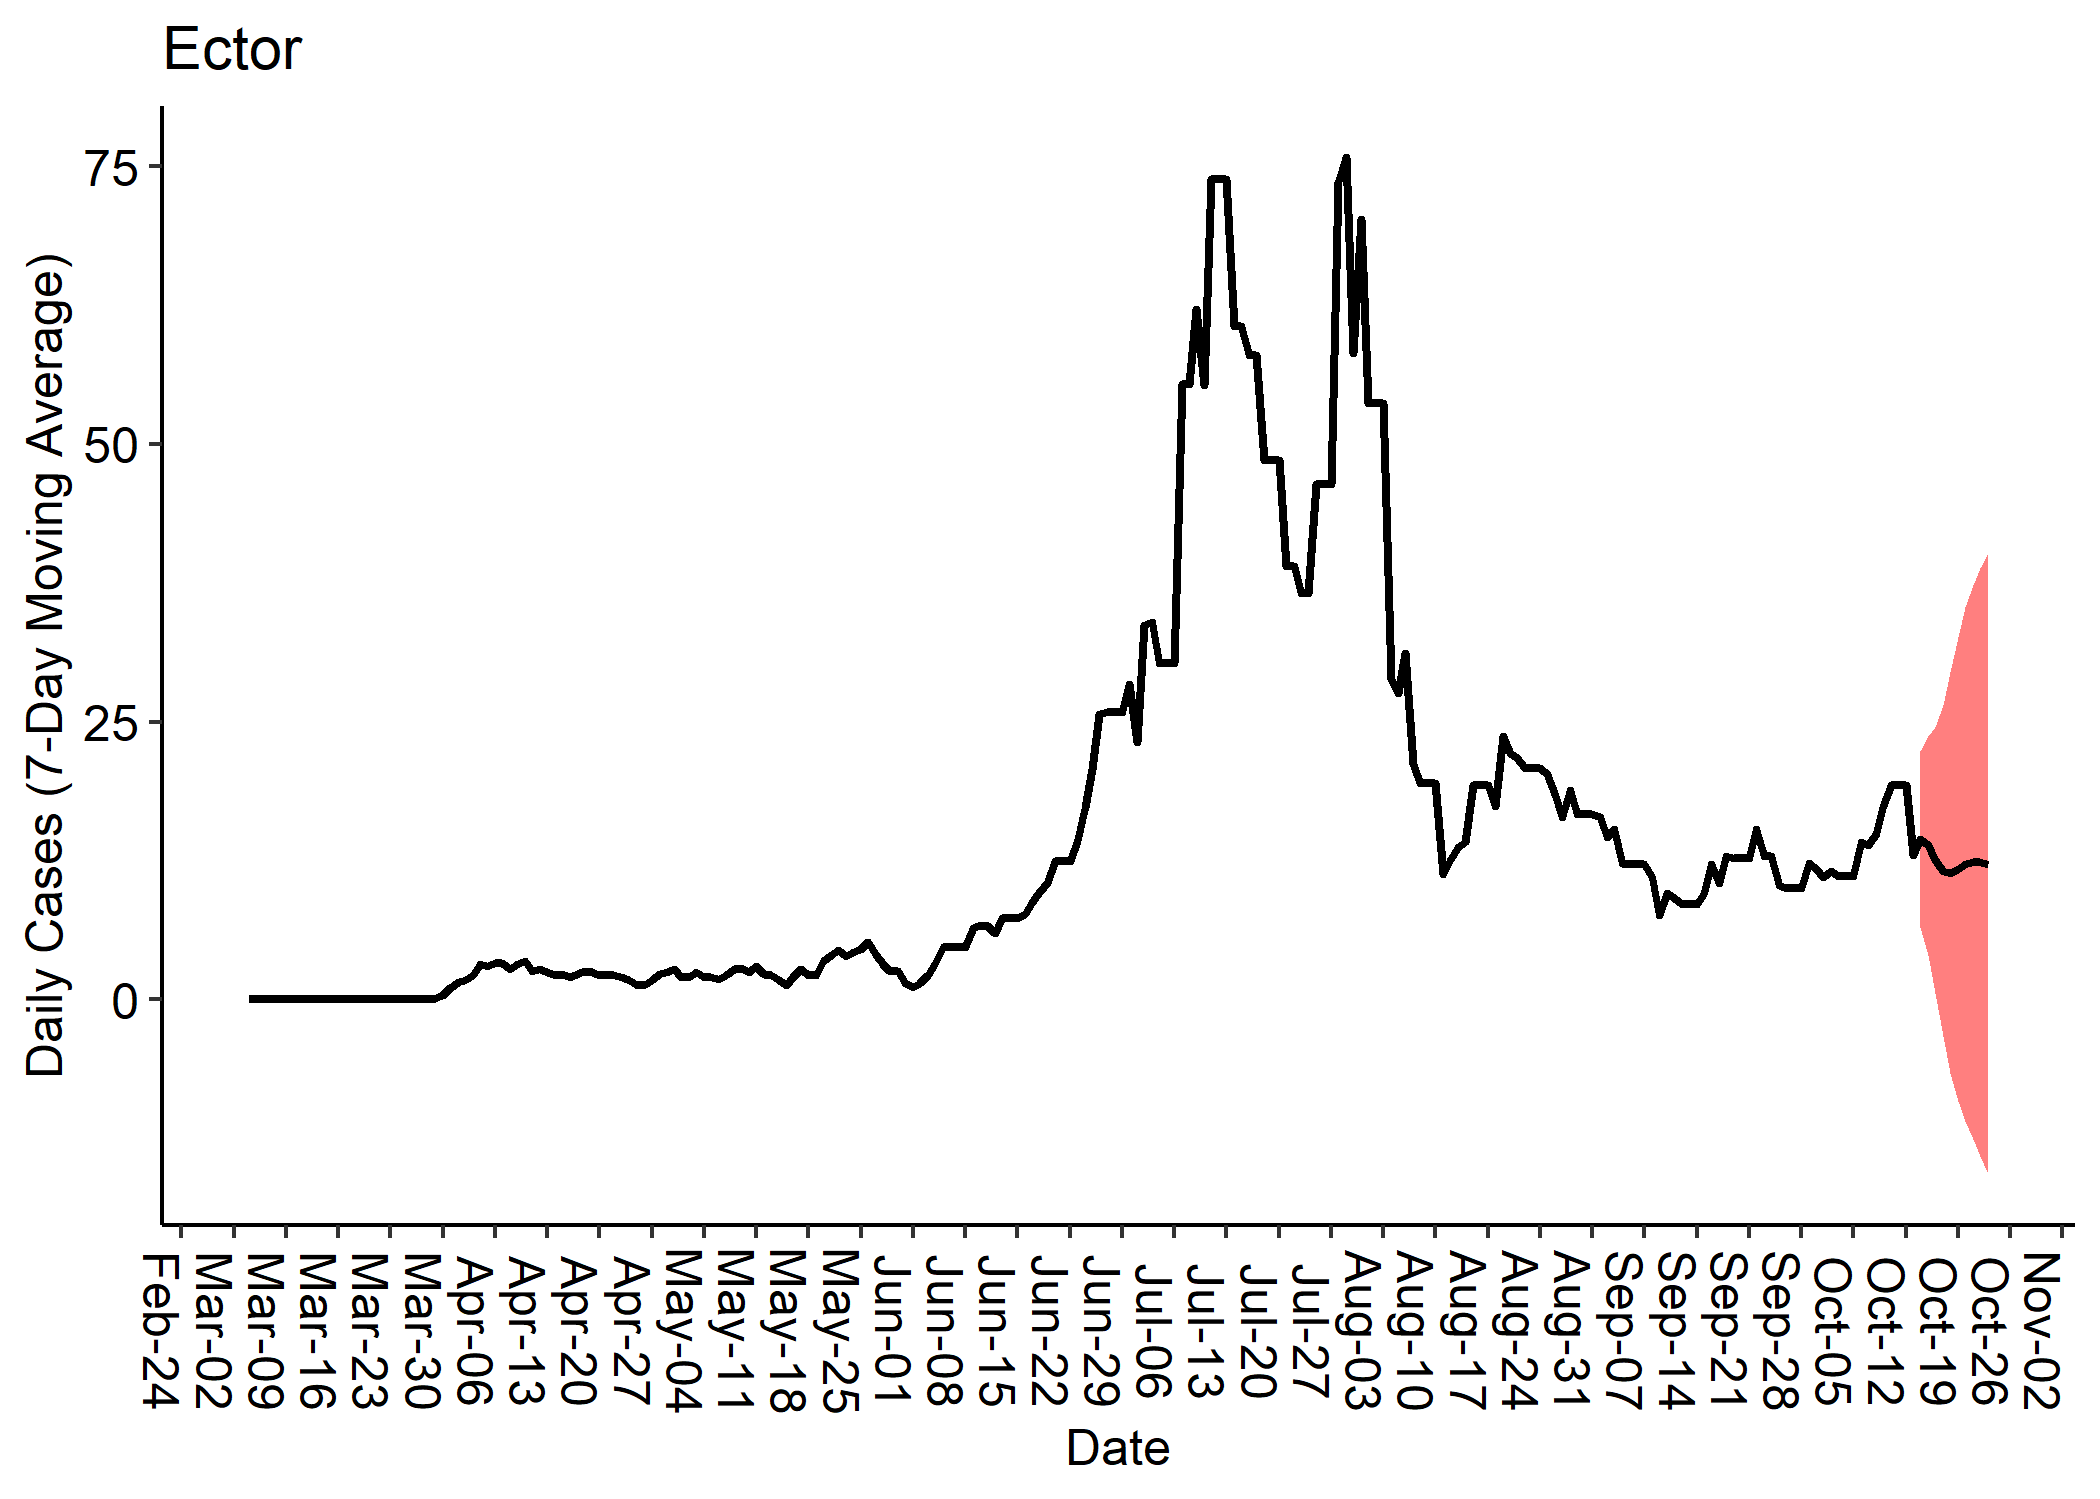 Ector
Daily Cases (7-Day Moving Average)
75
50
25
0
Feb-24
Mar-02
Mar-09
Mar-16
Mar-23
Mar-30
Apr-06
Apr-13
Apr-20
Apr-27
May-04
May-11
May-18
May-25
Jun-01
Jun-08
Jun-15
Jun-22
Jun-29
Jul-06
Jul-13
Jul-20
Jul-27
Aug-03
Aug-10
Aug-17
Aug-24
Aug-31
Sep-07
Sep-14
Sep-21
Sep-28
Oct-05
Oct-12
Oct-19
Oct-26
Nov-02
Date